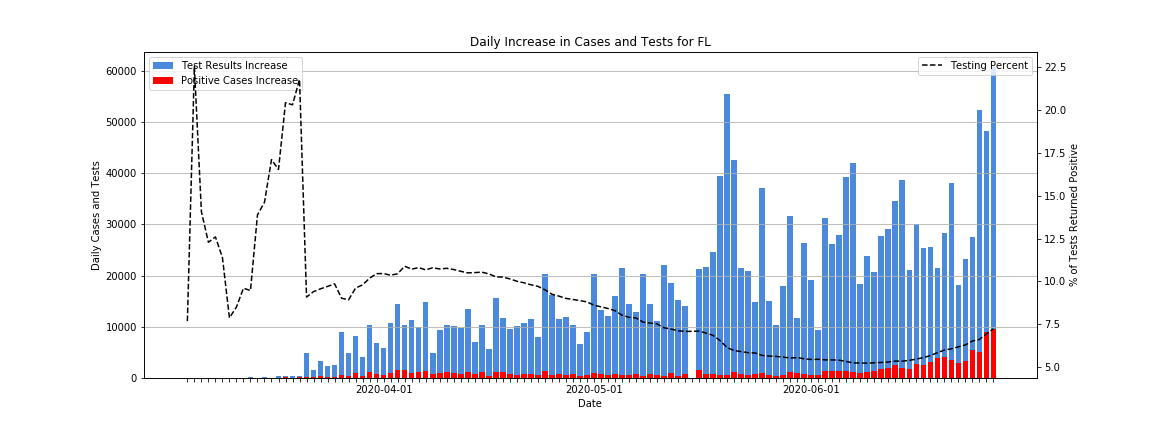 Daily Increase in Cases and Tests for FL
Test Results Increase
Positive Cases Increase
Testing Percent
60000
50000
40000
30000
20000
10000
0
Daily Cases and Tests
22.5
20.0
17.5
15.0
12.5
10.0
7.5
5.0
% of Tests Returned Positive
2020-04-01
2020-05-01
2020-06-01
Date